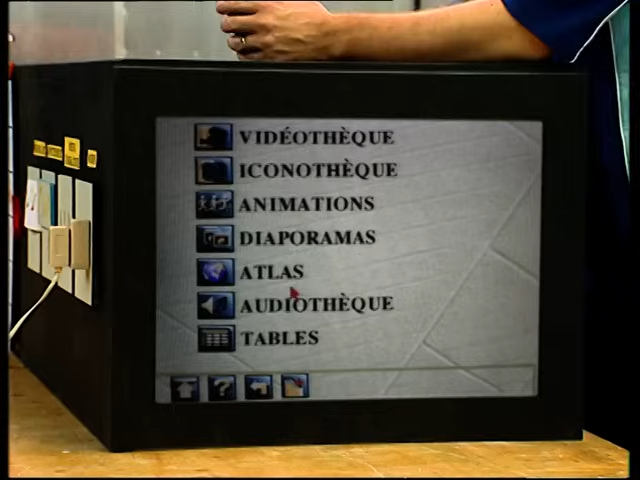 VIDÉOTHÈQUE
ICONOTHÈQUE
ANIMATIONS
DIAPORAMAS
ATLAS
AUDIOTHÈQUE
TABLES
?